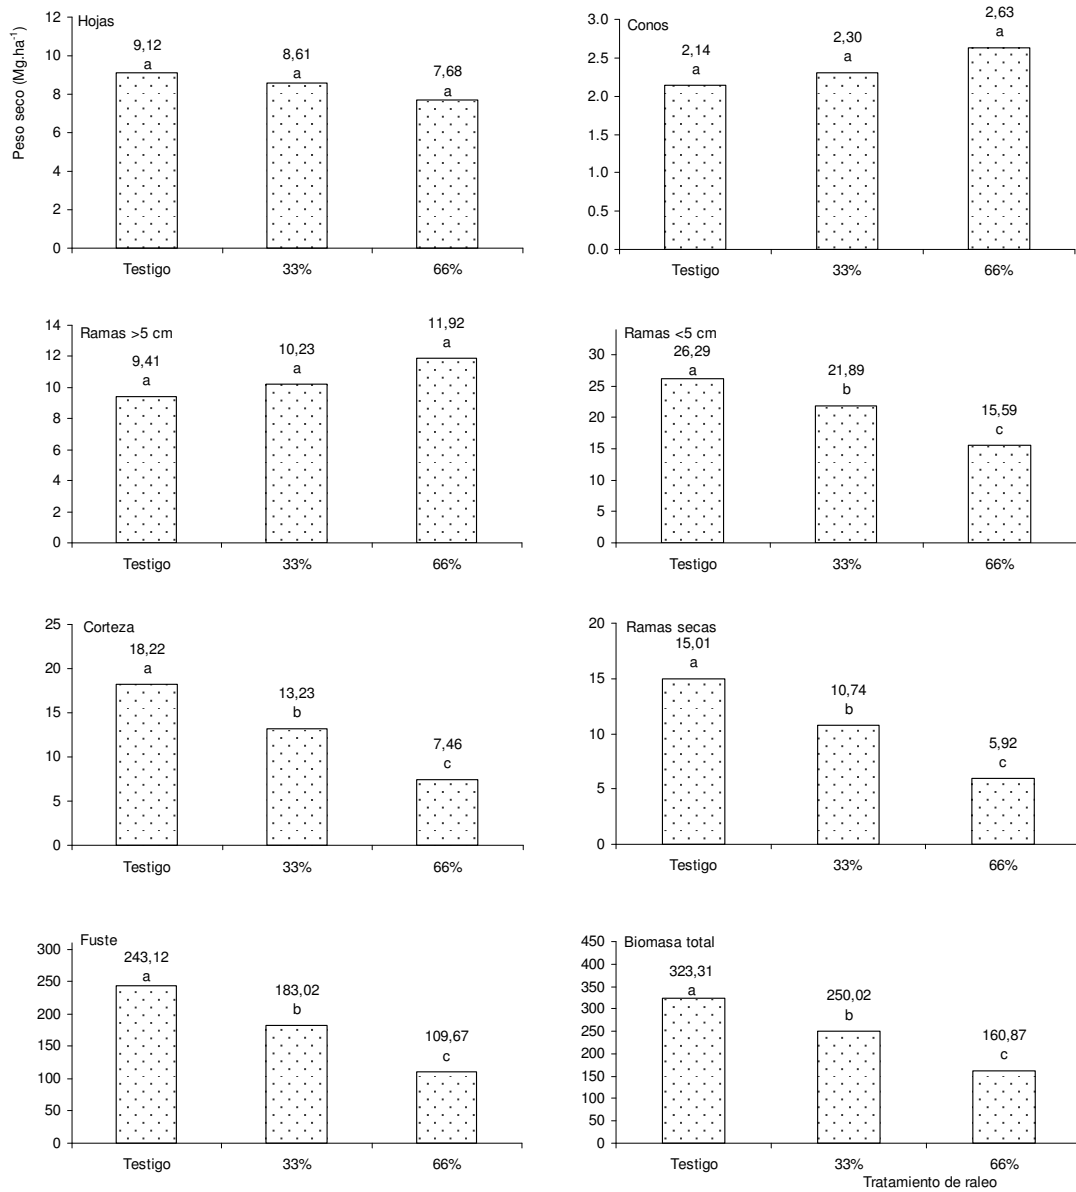 Peso seco (Mg.ha⁻¹)
Hojas
12
10
8
6
4
2
0
9,12
a
8,61
a
7,68
a
Testigo 33% 66%
Conos
3.0
2.5
2.0
1.5
1.0
0.5
0.0
2,14
a
2,30
a
2,63
a
Testigo 33% 66%
Ramas >5 cm
14
12
10
8
6
4
2
0
9,41
a
10,23
a
11,92
a
Testigo 33% 66%
Ramas <5 cm
30
25
20
15
10
5
0
26,29
a
21,89
b
15,59
c
Testigo 33% 66%
Corteza
25
20
15
10
5
0
18,22
a
13,23
b
7,46
c
Testigo 33% 66%
Ramas secas
20
15
10
5
0
15,01
a
10,74
b
5,92
c
Testigo 33% 66%
Fuste
300
250
200
150
100
50
0
243,12
a
183,02
b
109,67
c
Testigo 33% 66%
Biomasa total
450
400
350
300
250
200
150
100
50
0
323,31
a
250,02
b
160,87
c
Testigo 33% 66%
Tratamiento de raleo